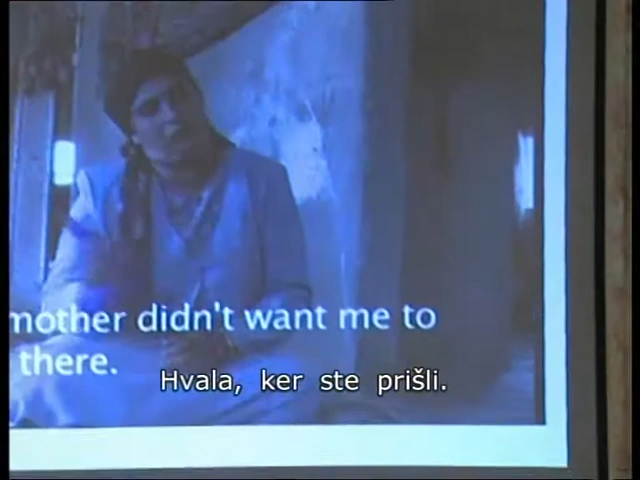 mother didn't want me to
there.
Hvala, ker ste prišli.